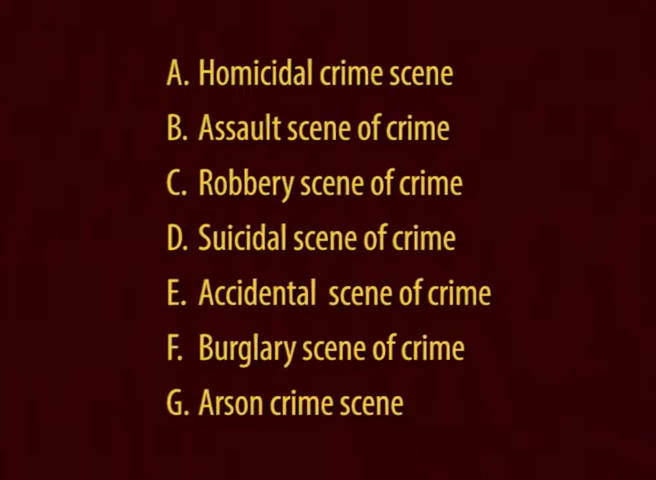 A. Homicidal crime scene
B. Assault scene of crime
C. Robbery scene of crime
D. Suicidal scene of crime
E. Accidental scene of crime
F. Burglary scene of crime
G. Arson crime scene